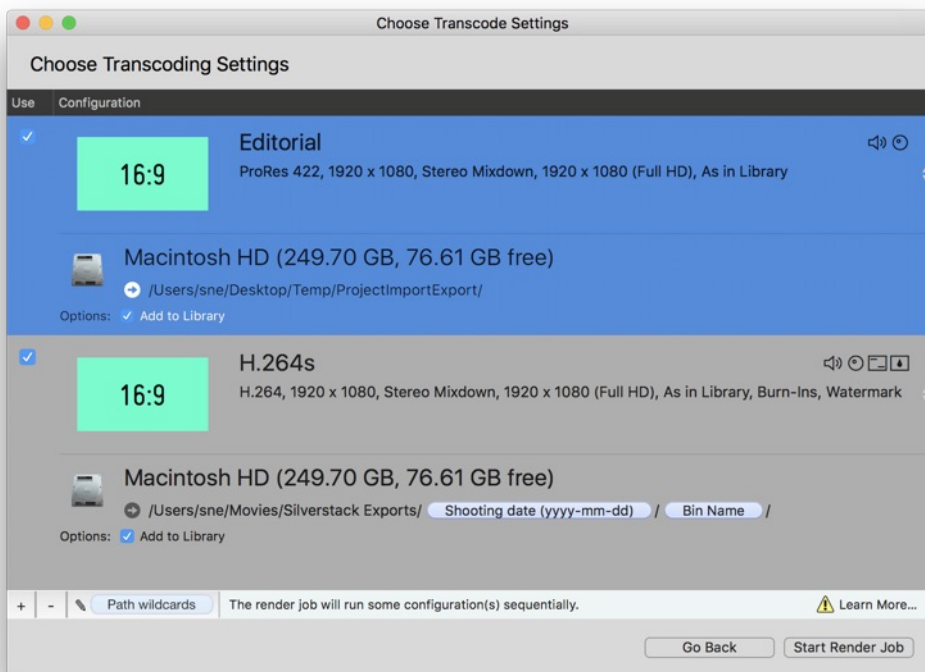 Choose Transcode Settings
Choose Transcoding Settings
Use Configuration
16:9
Editorial
ProRes 422, 1920 x 1080, Stereo Mixdown, 1920 x 1080 (Full HD), As in Library
Macintosh HD (249.70 GB, 76.61 GB free)
/Users/sne/Desktop/Temp/ProjectImportExport/
Options: Add to Library
16:9
H.264s
H.264, 1920 x 1080, Stereo Mixdown, 1920 x 1080 (Full HD), As in Library, Burn-Ins, Watermark
Macintosh HD (249.70 GB, 76.61 GB free)
/Users/sne/Movies/Silverstack Exports/ Shooting date (yyyy-mm-dd) / Bin Name /
Options: Add to Library
+ - Path wildcards The render job will run some configuration(s) sequentially. Learn More...
Go Back Start Render Job